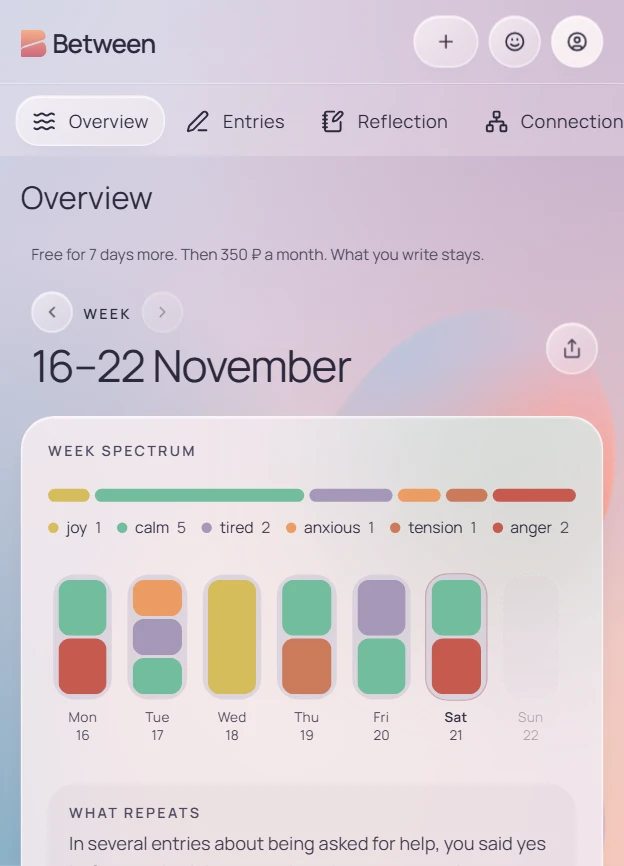 Between
Overview Entries Reflection Connection
Overview
Free for 7 days more. Then 350 ₽ a month. What you write stays.
WEEK
16–22 November
WEEK SPECTRUM
joy 1 calm 5 tired 2 anxious 1 tension 1 anger 2
Mon Tue Wed Thu Fri Sat Sun
16 17 18 19 20 21 22
WHAT REPEATS
In several entries about being asked for help, you said yes